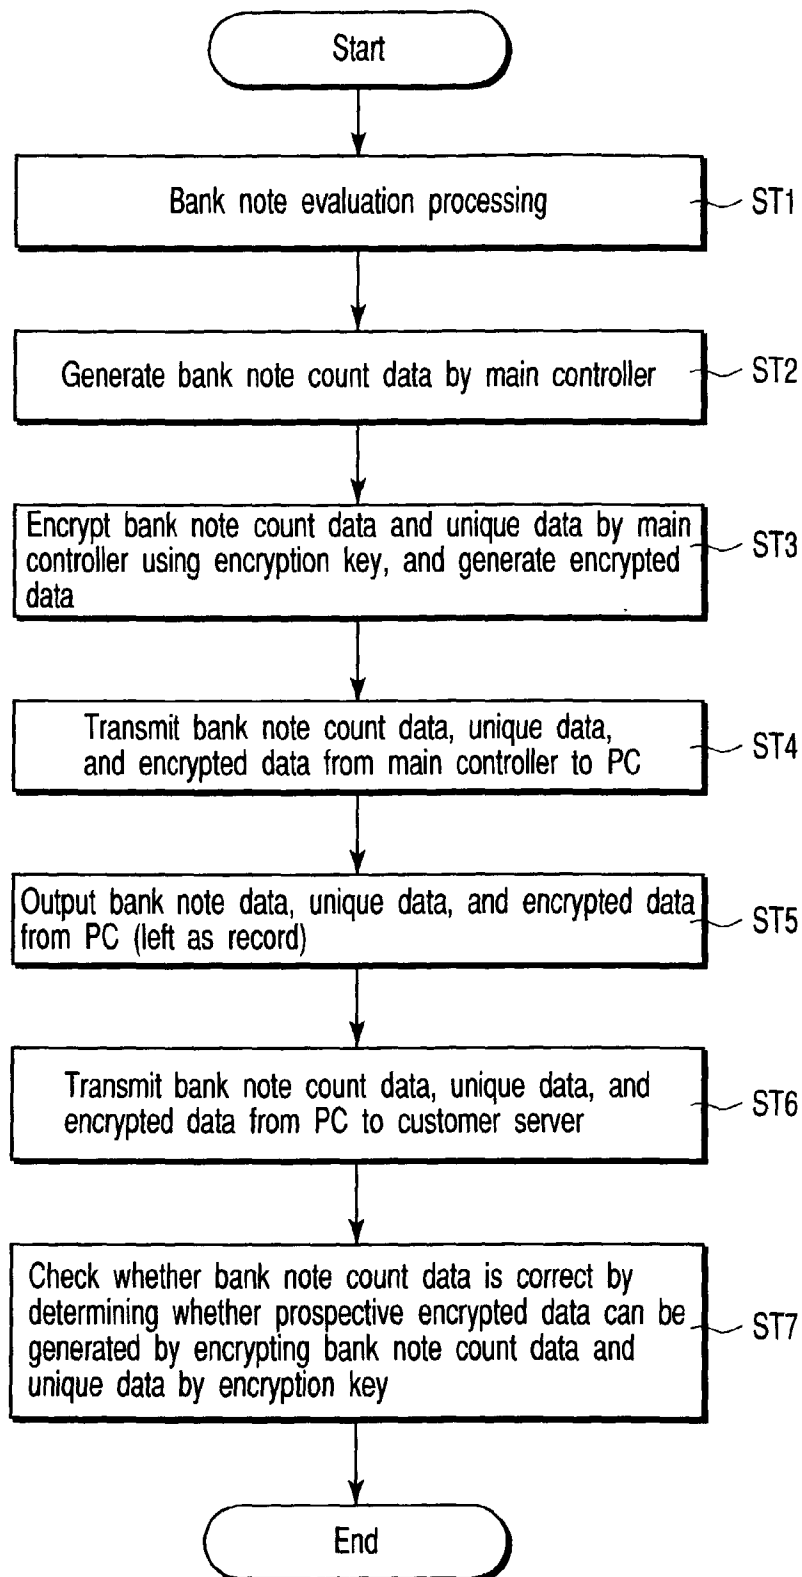 Start
Bank note evaluation processing
ST1
Generate bank note count data by main controller
ST2
Encrypt bank note count data and unique data by main
controller using encryption key, and generate encrypted
data
ST3
Transmit bank note count data, unique data,
and encrypted data from main controller to PC
ST4
Output bank note data, unique data, and encrypted data
from PC (left as record)
ST5
Transmit bank note count data, unique data, and
encrypted data from PC to customer server
ST6
Check whether bank note count data is correct by
determining whether prospective encrypted data can be
generated by encrypting bank note count data and
unique data by encryption key
ST7
End